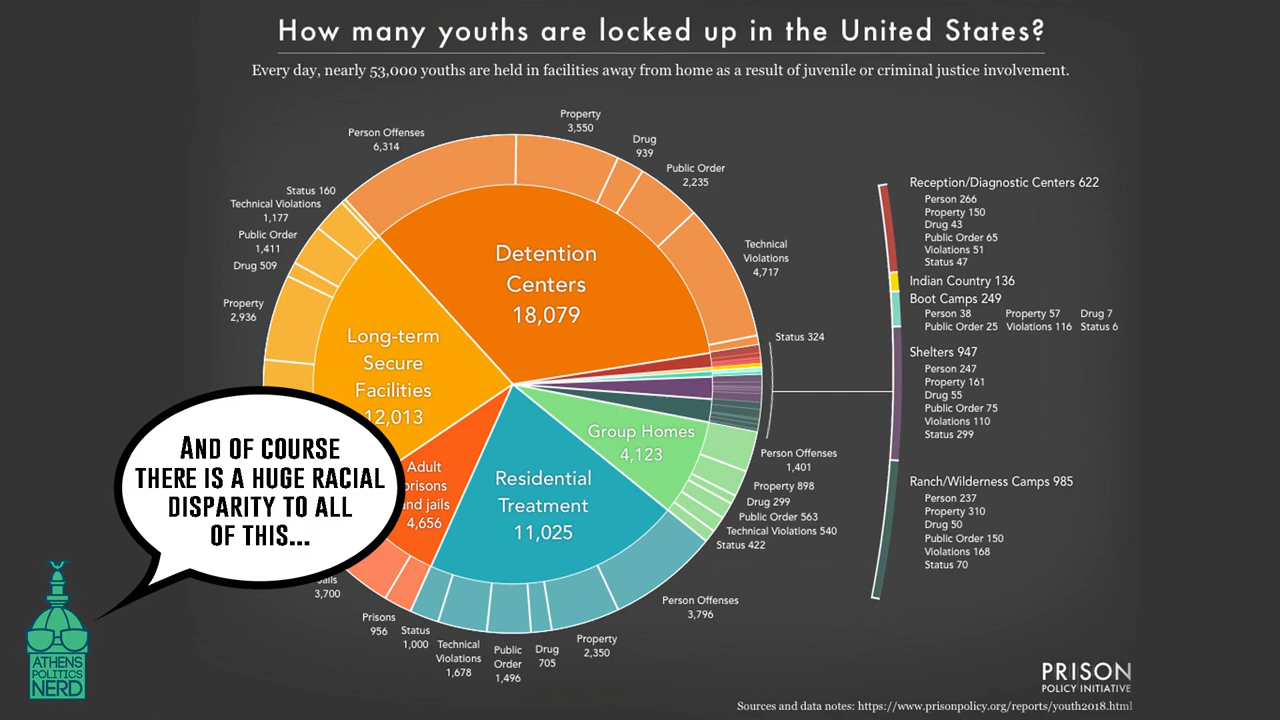 How many youths are locked up in the United States?
Every day, nearly 53,000 youths are held in facilities away from home as a result of juvenile or criminal justice involvement.
Property
3,550
Person Offenses
6,314
Drug
939
Public Order
2,235
Status 160
Technical Violations
1,177
Public Order
1,411
Drug 509
Property
2,936
Technical
Violations
4,717
Status 324
Detention
Centers
18,079
Long-term
Secure
Facilities
12,013
Group Homes
4,123
Adult
prisons
and jails
4,656
Residential
Treatment
11,025
Person Offenses
1,401
Property 898
Drug 299
Public Order 563
Technical Violations 540
Status 422
Person Offenses
3,796
Property
2,350
Drug
705
Public
Order
1,496
Technical
Violations
1,678
Status
1,000
Prisons
956
Jails
3,700
Reception/Diagnostic Centers 622
Person 266
Property 150
Drug 43
Public Order 65
Violations 51
Status 47
Indian Country 136
Boot Camps 249
Person 38 Property 57 Drug 7
Public Order 25 Violations 116 Status 6
Shelters 947
Person 247
Property 161
Drug 55
Public Order 75
Violations 110
Status 299
Ranch/Wilderness Camps 985
Person 237
Property 310
Drug 50
Public Order 150
Violations 168
Status 70
AND OF COURSE
THERE IS A HUGE RACIAL
DISPARITY TO ALL
OF THIS...
ATHENS
POLITICS
NERD
PRISON
POLICY INITIATIVE
Sources and data notes: https://www.prisonpolicy.org/reports/youth2018.html